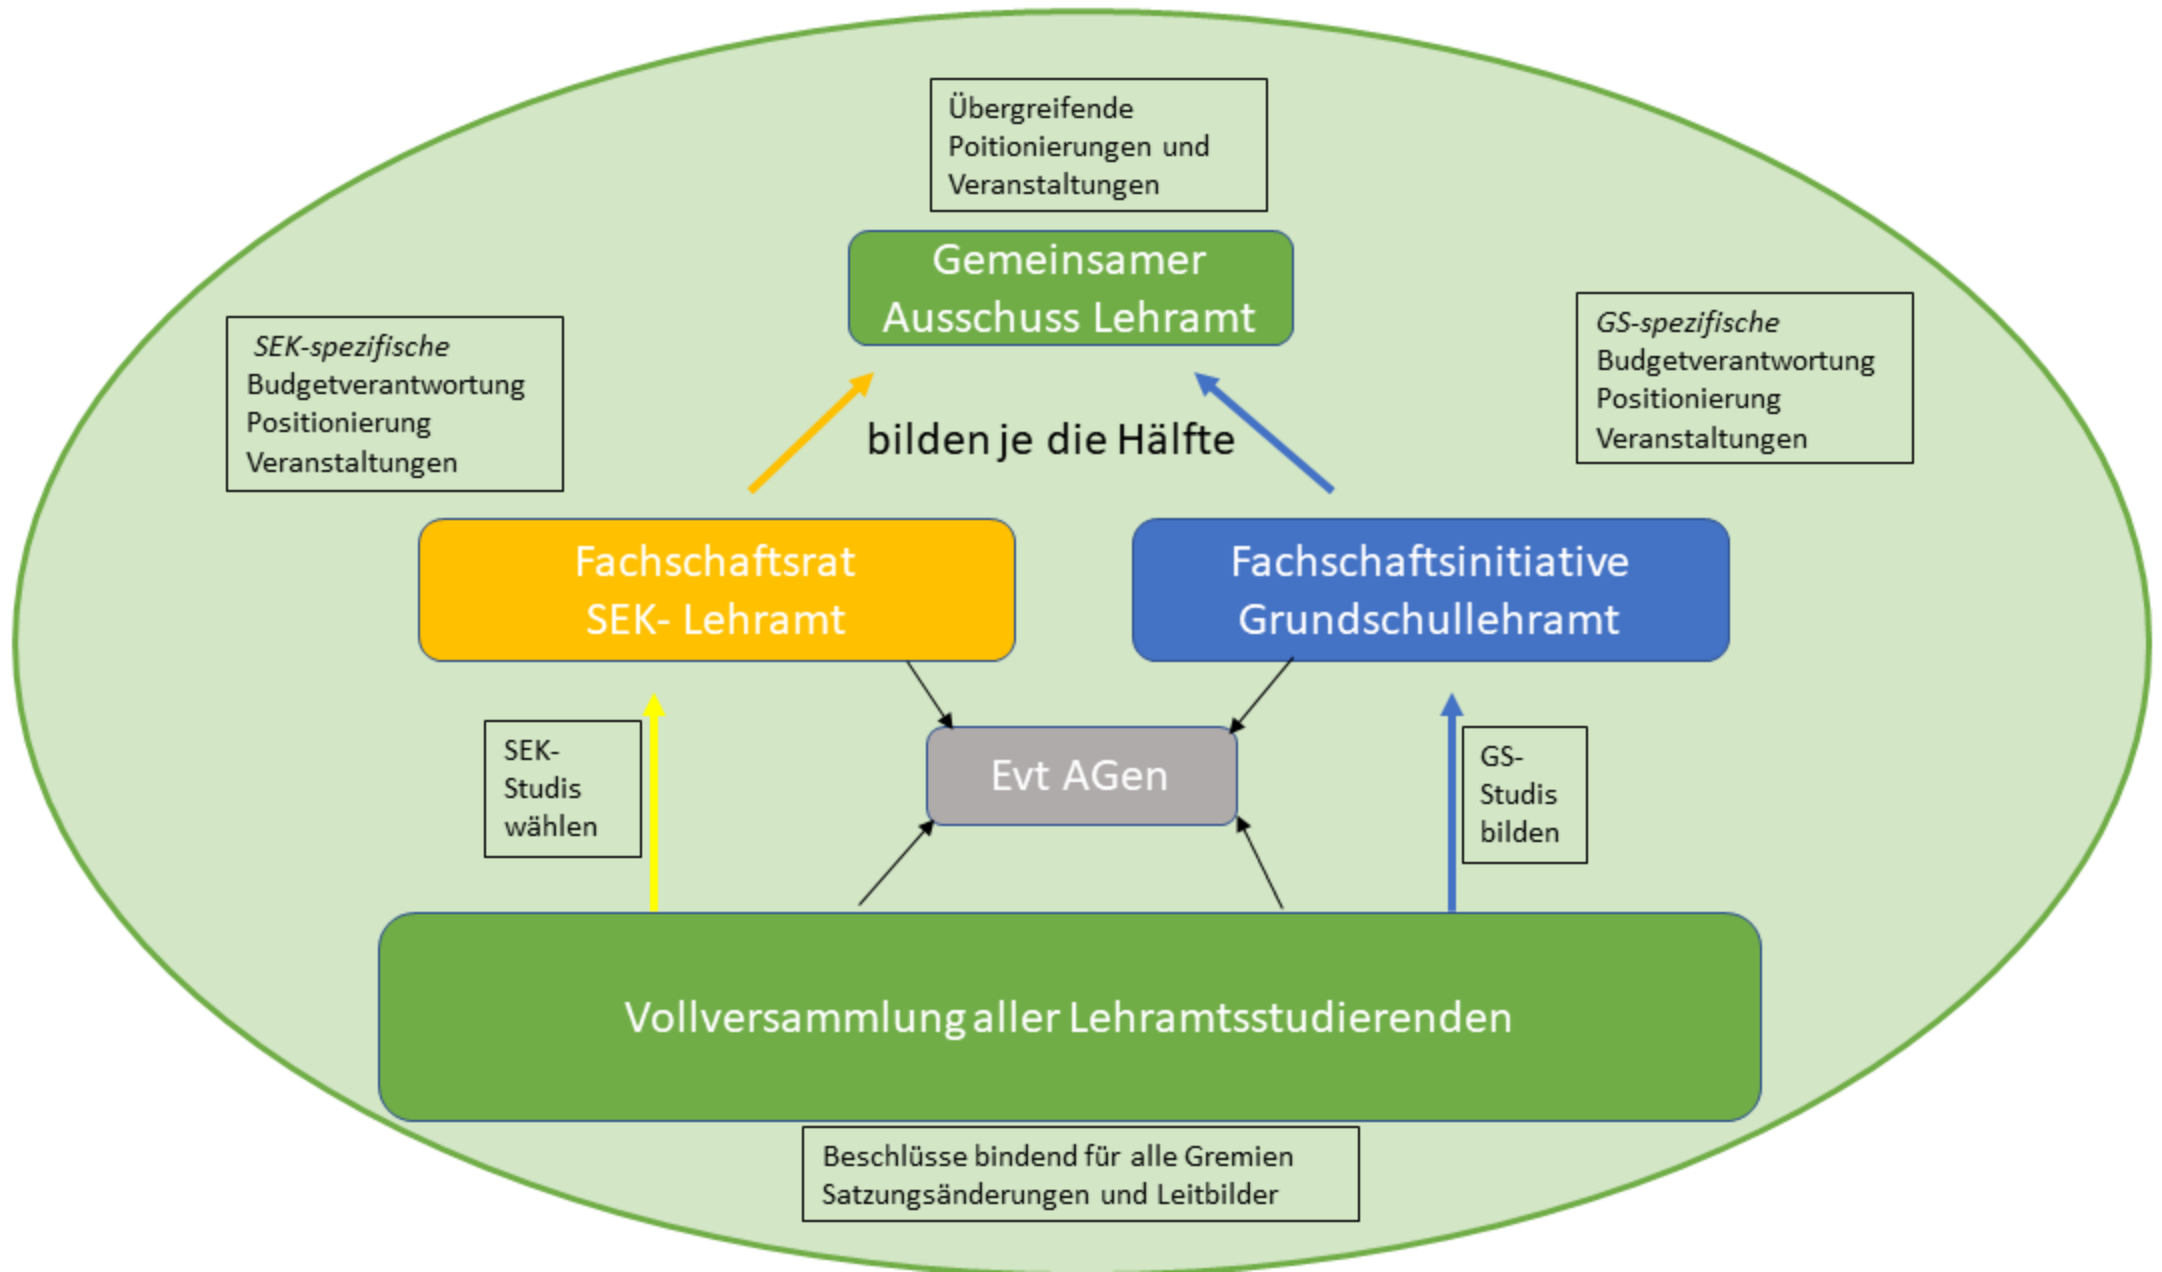 Übergreifende
Poitionierungen und
Veranstaltungen
Gemeinsamer
Ausschuss Lehramt
SEK-spezifische
Budgetverantwortung
Positionierung
Veranstaltungen
GS-spezifische
Budgetverantwortung
Positionierung
Veranstaltungen
bilden je die Hälfte
Fachschaftsrat
SEK- Lehramt
Fachschaftsinitiative
Grundschullehramt
SEK-
Studis
wählen
Evt AGen
GS-
Studis
bilden
Vollversammlung aller Lehramtsstudierenden
Beschlüsse bindend für alle Gremien
Satzungsänderungen und Leitbilder